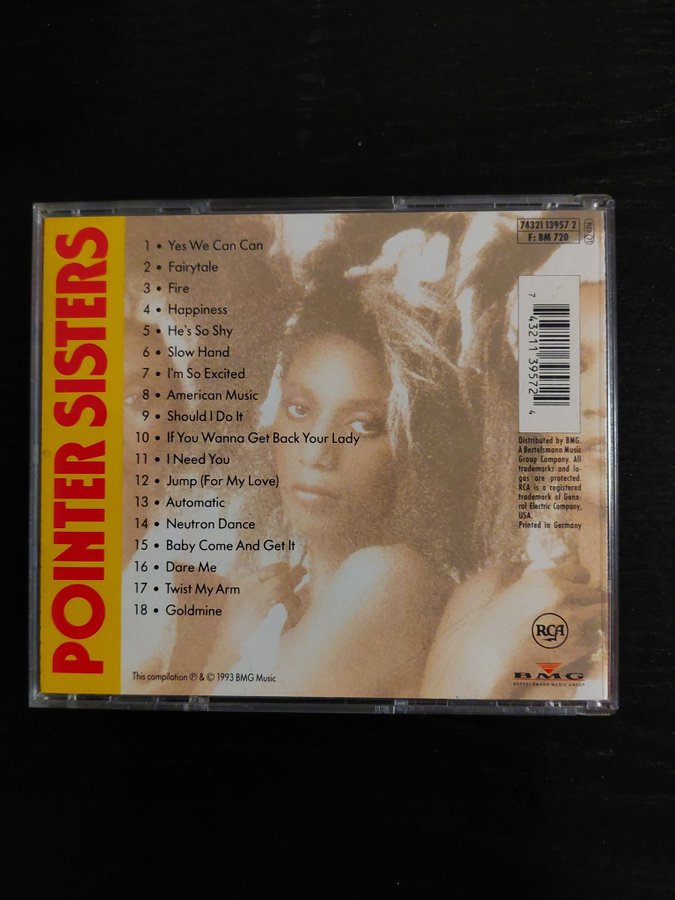 POINTER SISTERS
1 • Yes We Can Can
2 • Fairytale
3 • Fire
4 • Happiness
5 • He's So Shy
6 • Slow Hand
7 • I'm So Excited
8 • American Music
9 • Should I Do It
10 • If You Wanna Get Back Your Lady
11 • I Need You
12 • Jump (For My Love)
13 • Automatic
14 • Neutron Dance
15 • Baby Come And Get It
16 • Dare Me
17 • Twist My Arm
18 • Goldmine
This compilation ℗ & © 1993 BMG Music
74321 13957 2
F: BM 720
7 43211 39572 4
Distributed by BMG.
A Bertelsmann Music
Group Company. All
trademarks and lo-
gos are protected.
RCA is a registered
trademark of Gene-
ral Electric Company,
USA.
Printed in Germany
RCA
BMG
BERTELSMANN MUSIC GROUP